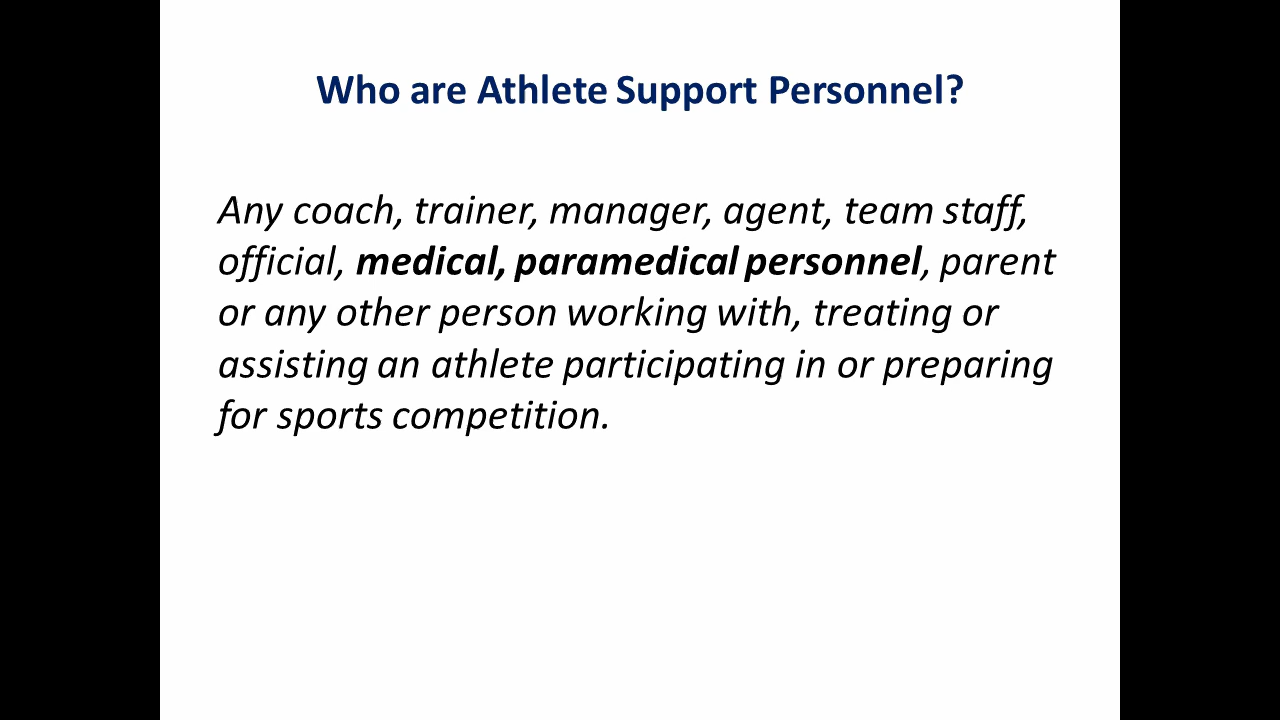 Who are Athlete Support Personnel?
Any coach, trainer, manager, agent, team staff,
official, medical, paramedical personnel, parent
or any other person working with, treating or
assisting an athlete participating in or preparing
for sports competition.